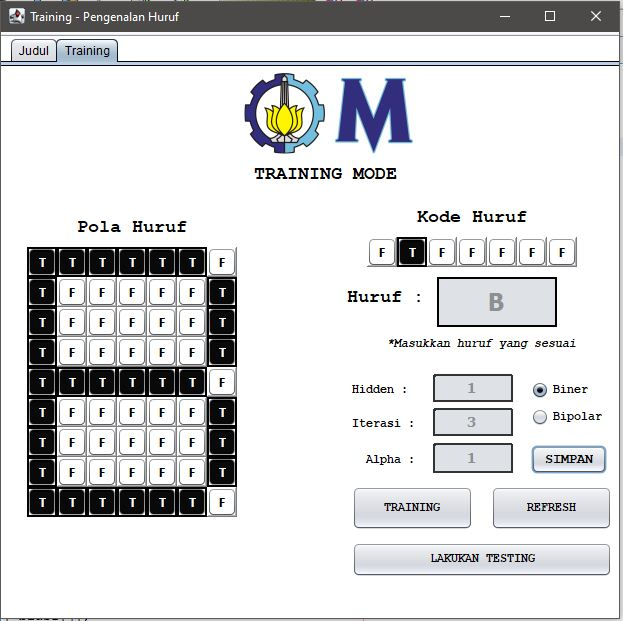 Training - Pengenalan Huruf
Judul Training
M
TRAINING MODE
Pola Huruf
T T T T T T F
T F F F F F T
T F F F F F T
T F F F F F T
T T T T T T F
T F F F F F T
T F F F F F T
T F F F F F T
T T T T T T F
Kode Huruf
F T F F F F F
Huruf : B
*Masukkan huruf yang sesuai
Hidden : 1 Biner
Iterasi : 3 Bipolar
Alpha : 1 SIMPAN
TRAINING REFRESH
LAKUKAN TESTING